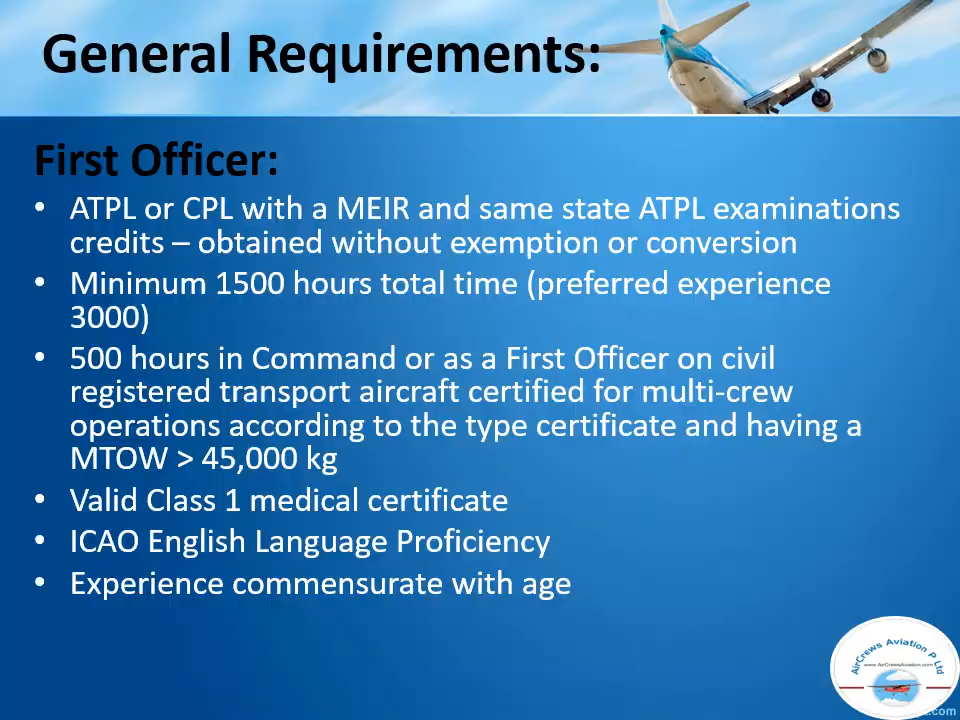 General Requirements:
First Officer:
• ATPL or CPL with a MEIR and same state ATPL examinations
credits – obtained without exemption or conversion
• Minimum 1500 hours total time (preferred experience
3000)
• 500 hours in Command or as a First Officer on civil
registered transport aircraft certified for multi-crew
operations according to the type certificate and having a
MTOW > 45,000 kg
• Valid Class 1 medical certificate
• ICAO English Language Proficiency
• Experience commensurate with age
AirCrews Aviation P Ltd
www.AirCrewsAviation.com
.com